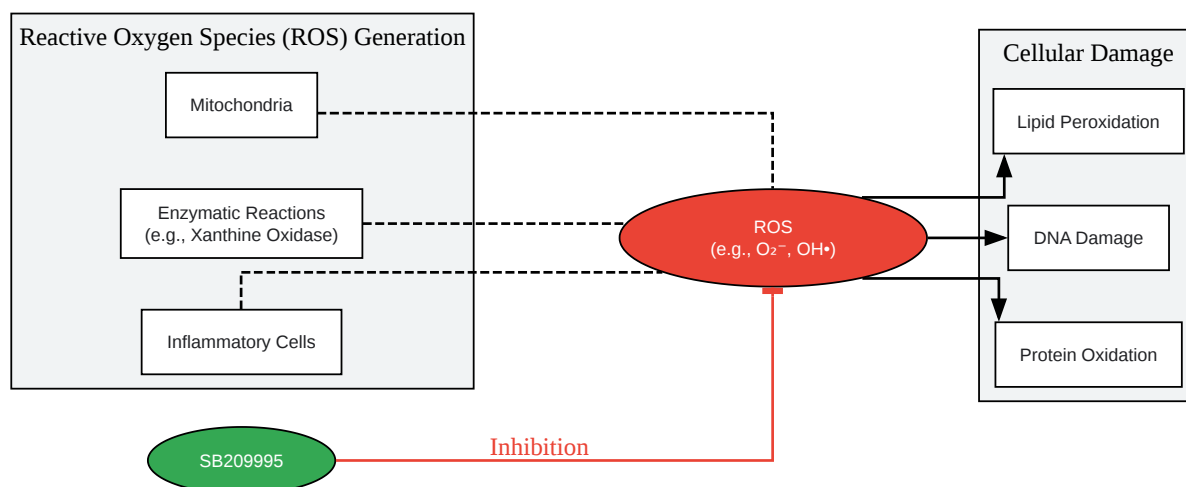 Reactive Oxygen Species (ROS) Generation
Mitochondria
Enzymatic Reactions
(e.g., Xanthine Oxidase)
Inflammatory Cells
ROS
(e.g., O₂⁻, OH•)
Cellular Damage
Lipid Peroxidation
DNA Damage
Protein Oxidation
SB209995
Inhibition